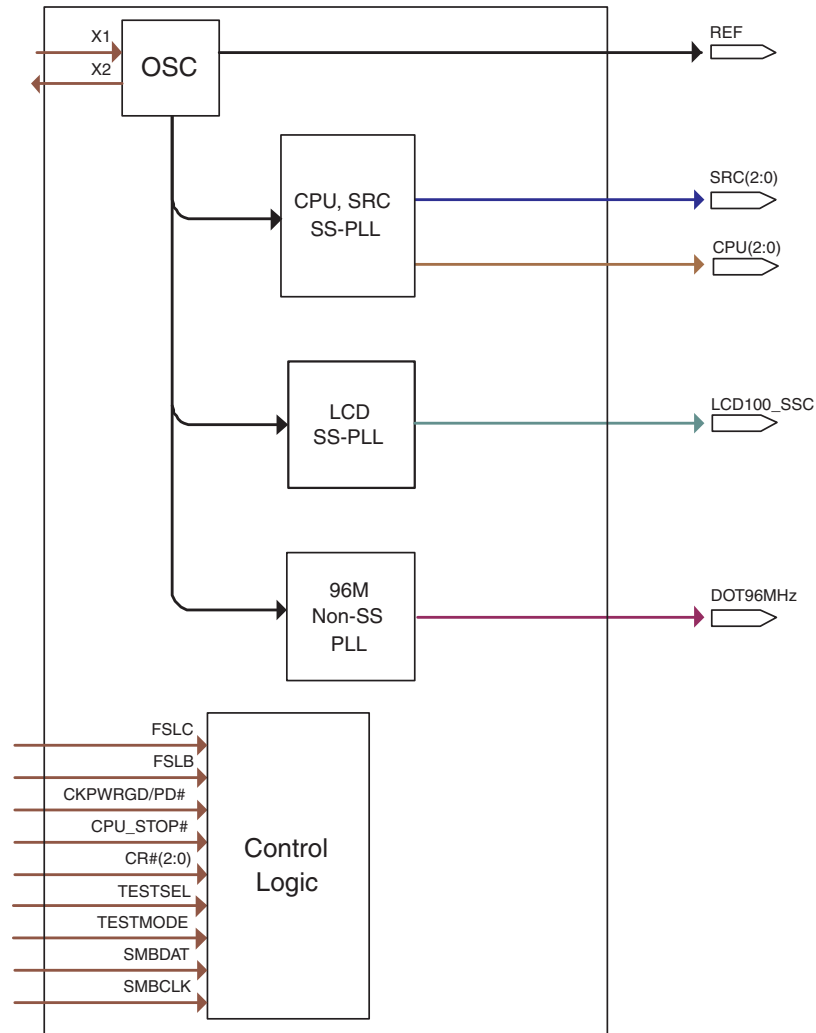 X1
X2
OSC
REF
CPU, SRC
SS-PLL
SRC(2:0)
CPU(2:0)
LCD
SS-PLL
LCD100_SSC
96M
Non-SS
PLL
DOT96MHz
FSLC
FSLB
CKPWRGD/PD#
CPU_STOP#
CR#(2:0)
TESTSEL
TESTMODE
SMBDAT
SMBCLK
Control
Logic